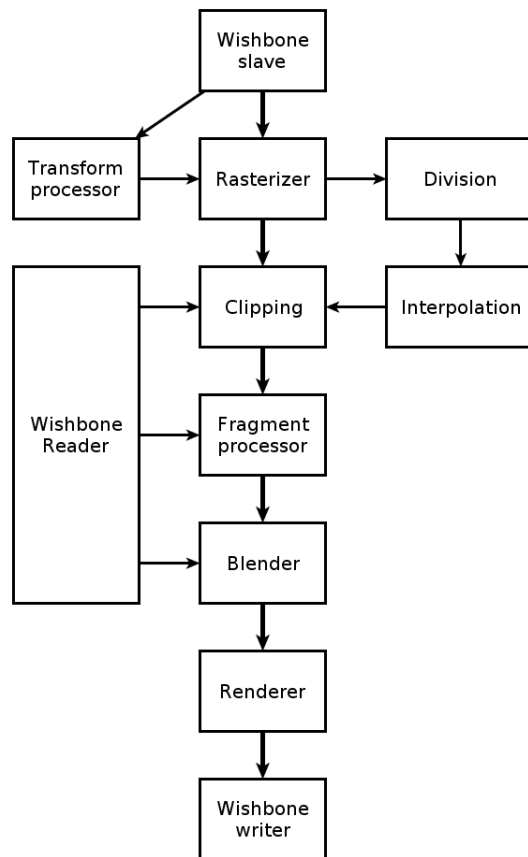 Wishbone
slave
Transform
processor
Rasterizer
Division
Clipping
Interpolation
Wishbone
Reader
Fragment
processor
Blender
Renderer
Wishbone
writer